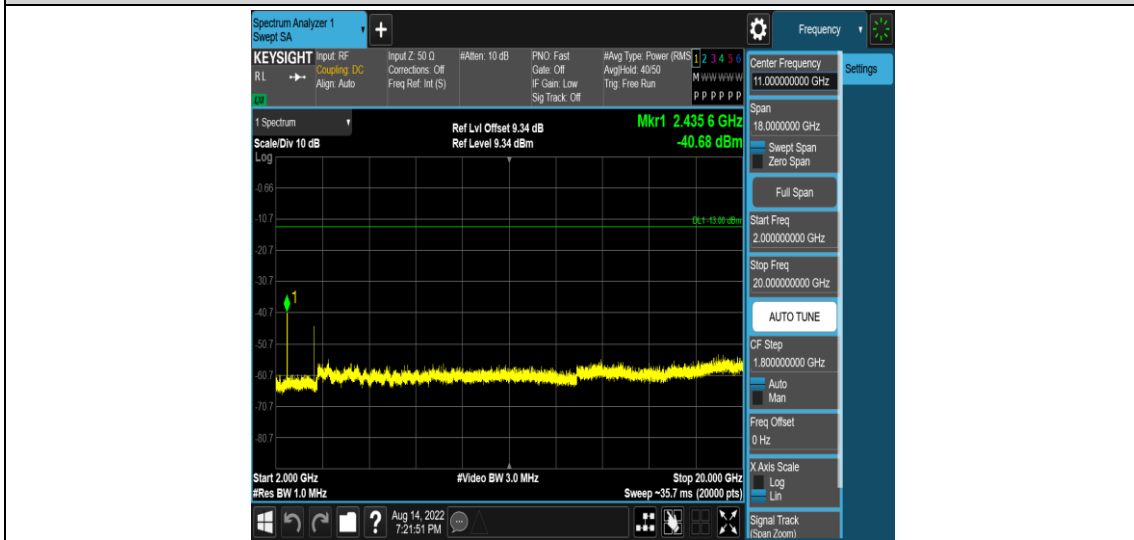 Spectrum Analyzer 1
Swept SA
Frequency
KEYSIGHT
RL
Input: RF
Coupling: DC
Align: Auto
Input Z: 50 Ω
Corrections: Off
Freq Ref: Int (S)
#Atten: 10 dB
PNO: Fast
Gate: Off
IF Gain: Low
Sig Track: Off
#Avg Type: Power (RMS
Avg|Hold: 40/50
Trig: Free Run
1 2 3 4 5 6
M W W W W W
P P P P P P
1 Spectrum
Scale/Div 10 dB
Log
Ref Lvl Offset 9.34 dB
Ref Level 9.34 dBm
Mkr1 2.435 6 GHz
-40.68 dBm
-0.66
-10.7
DL1 -13.00 dBm
-20.7
-30.7
1
-40.7
-50.7
-60.7
-70.7
-80.7
Start 2.000 GHz
#Res BW 1.0 MHz
#Video BW 3.0 MHz
Stop 20.000 GHz
Sweep ~35.7 ms (20000 pts)
Aug 14, 2022
7:21:51 PM
Center Frequency
11.000000000 GHz
Settings
Span
18.0000000 GHz
Swept Span
Zero Span
Full Span
Start Freq
2.000000000 GHz
Stop Freq
20.000000000 GHz
AUTO TUNE
CF Step
1.800000000 GHz
Auto
Man
Freq Offset
0 Hz
X Axis Scale
Log
Lin
Signal Track
(Span Zoom)